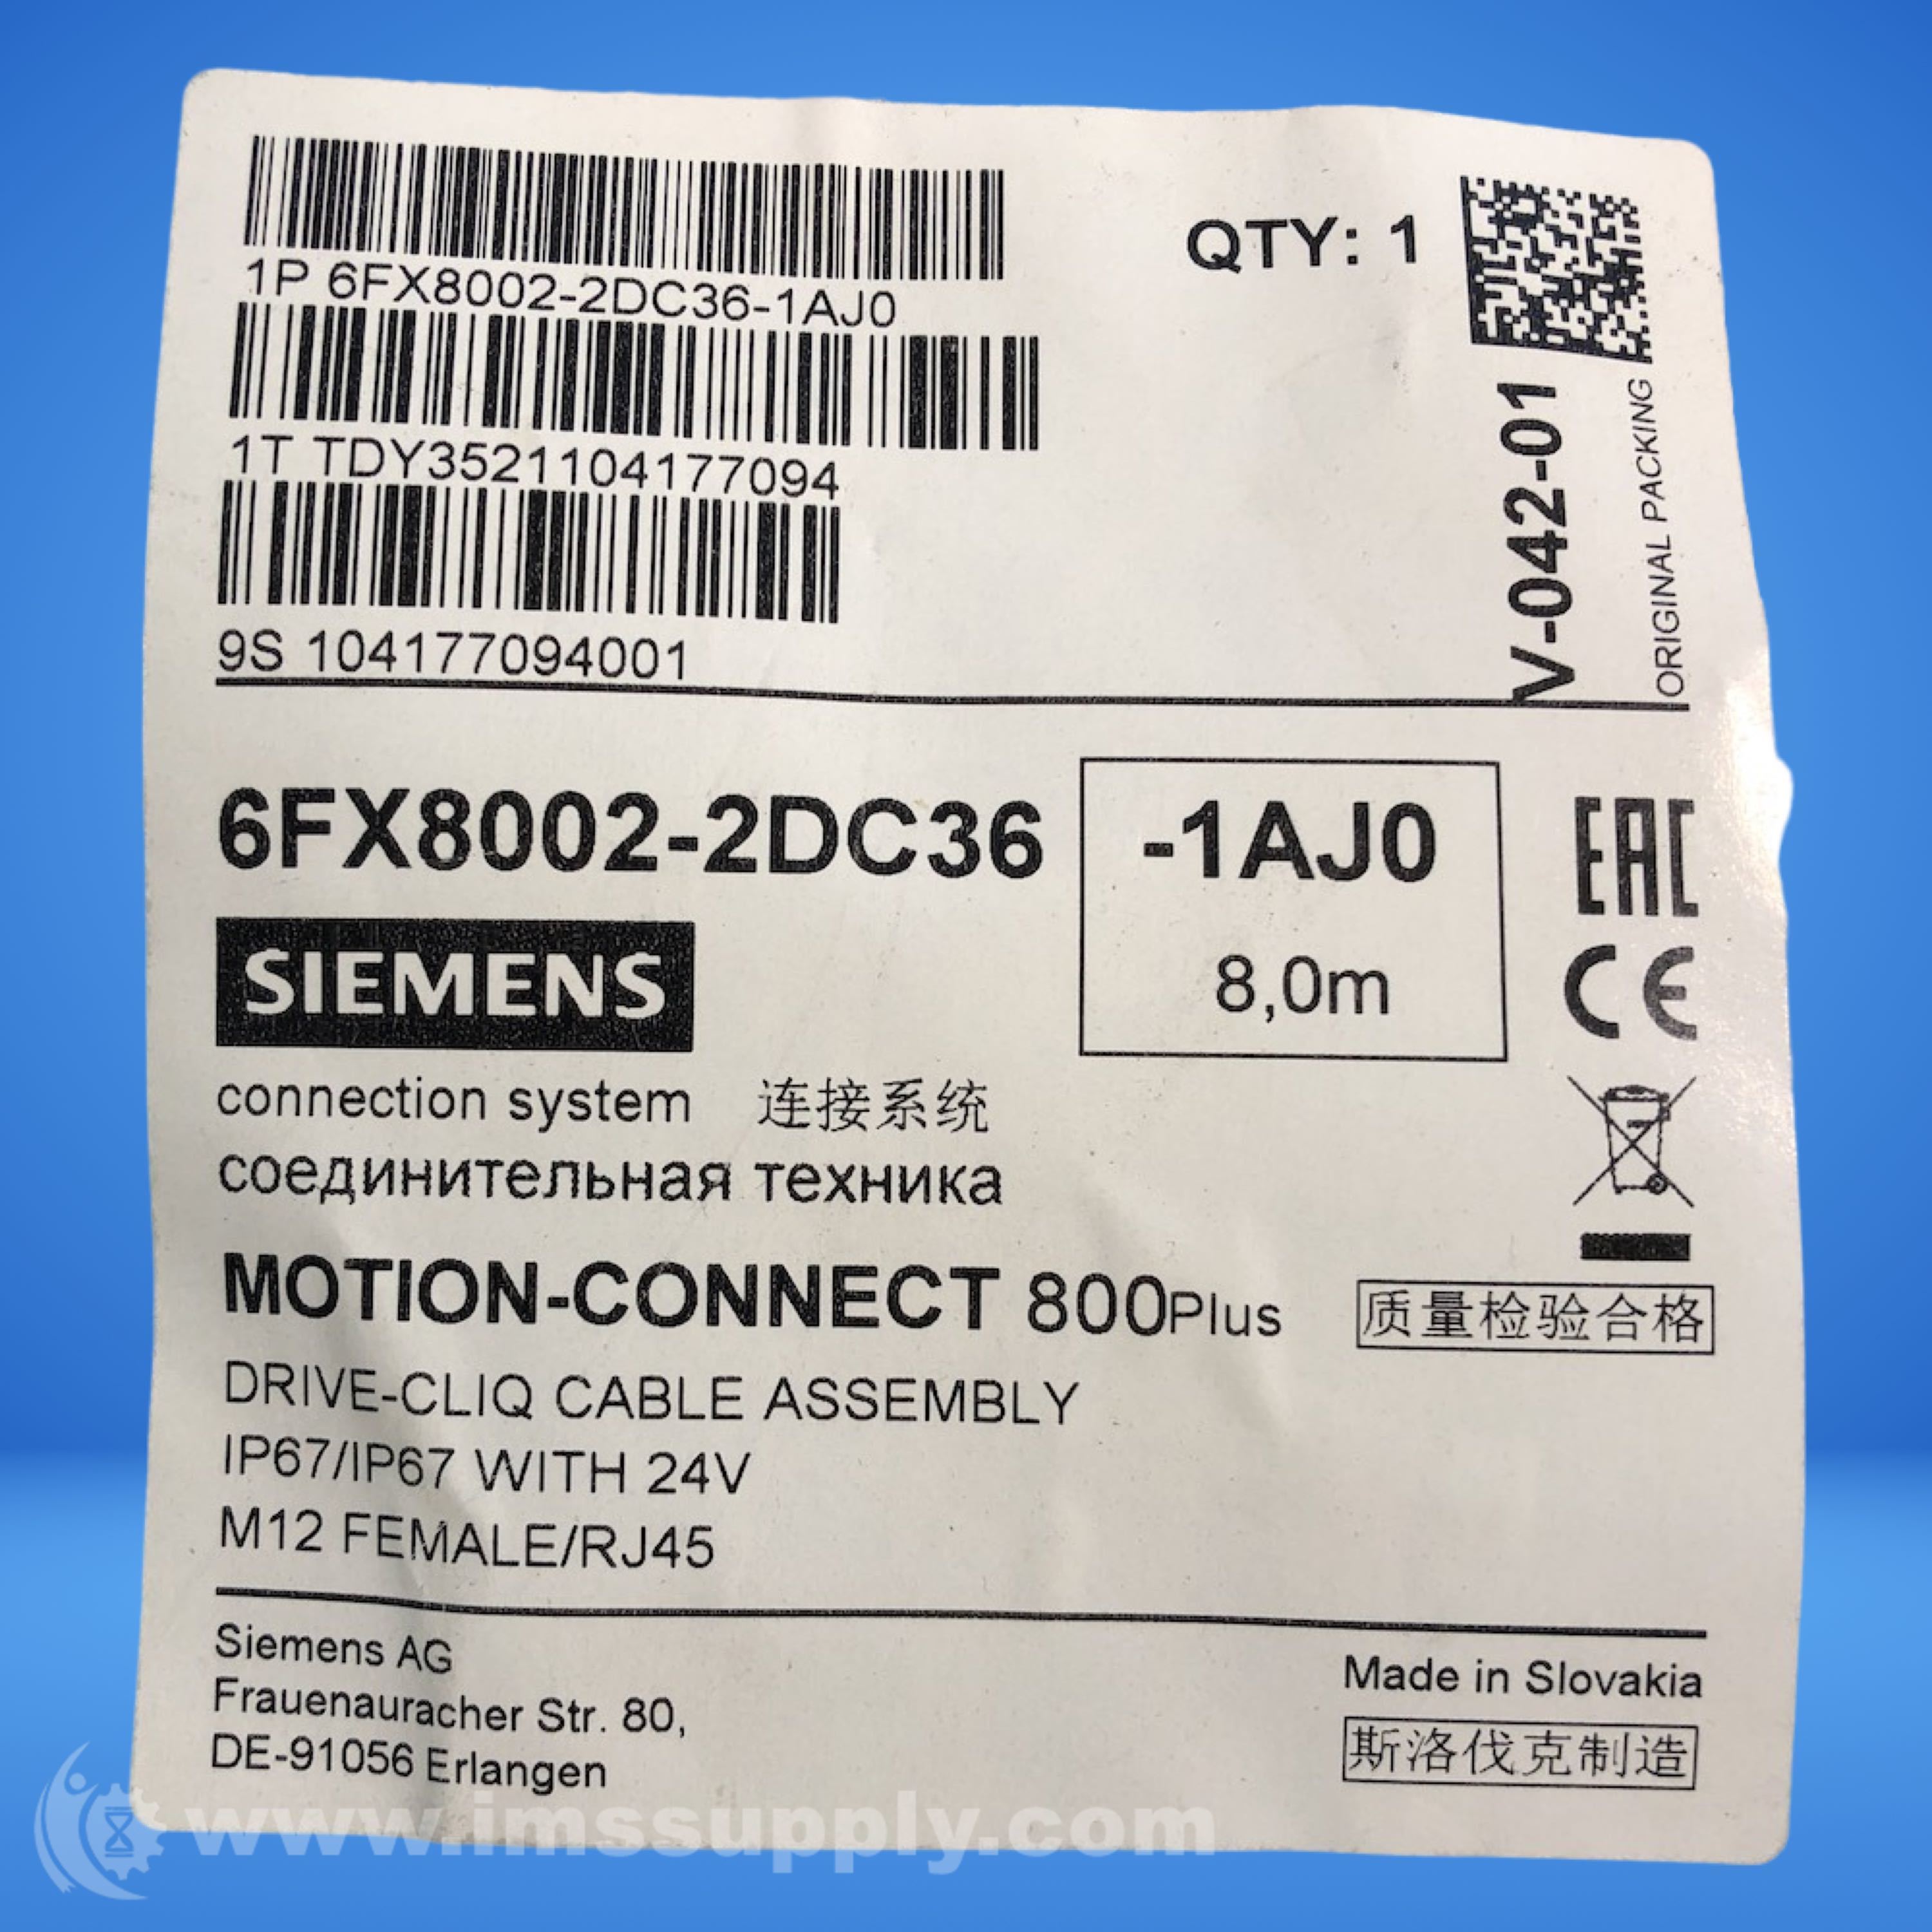 1P 6FX8002-2DC36-1AJ0
QTY: 1
1T TDY3521104177094
9S 104177094001
V-042-01
ORIGINAL PACKING
6FX8002-2DC36
-1AJ0
8,0m
EAC
CE
SIEMENS
connection system 连接系统
соединительная техника
MOTION-CONNECT 800Plus
质量检验合格
DRIVE-CLIQ CABLE ASSEMBLY
IP67/IP67 WITH 24V
M12 FEMALE/RJ45
Siemens AG
Frauenauracher Str. 80,
DE-91056 Erlangen
Made in Slovakia
斯洛伐克制造
www.imssupply.com